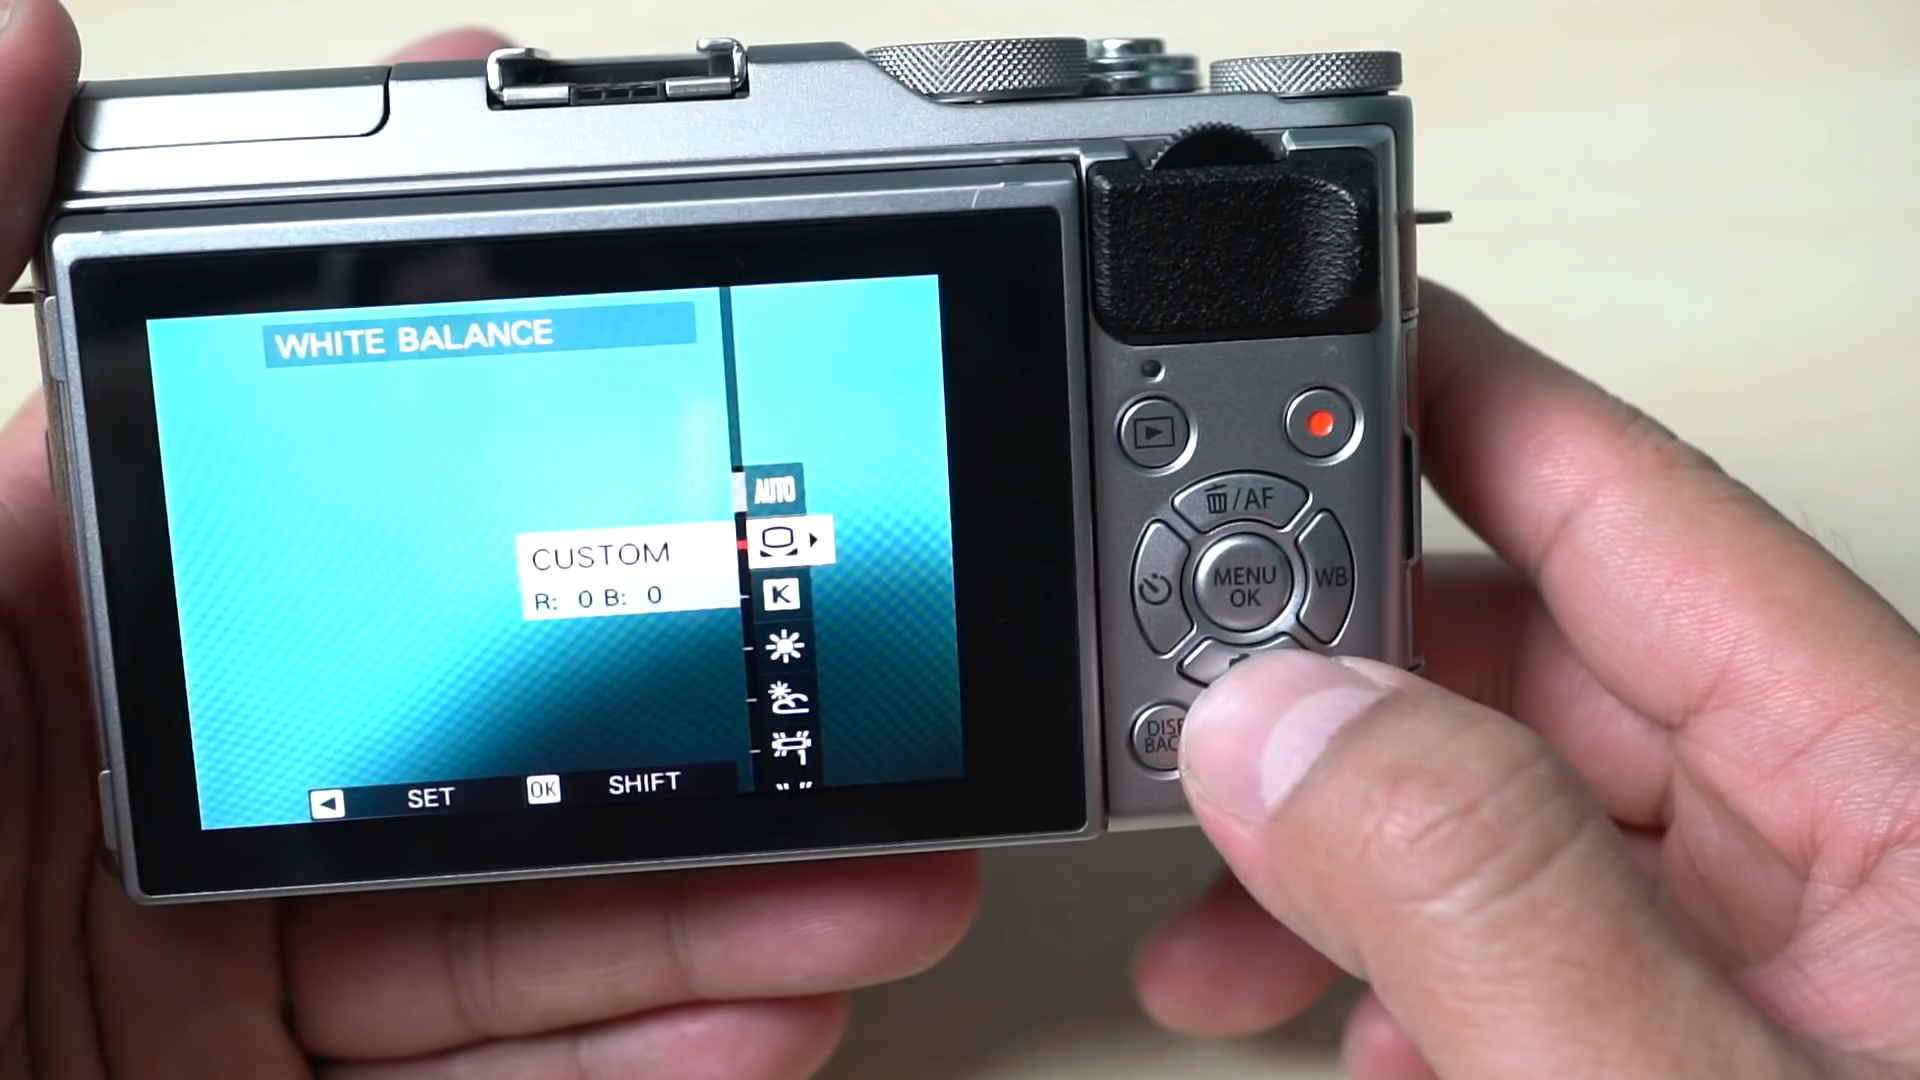 WHITE BALANCE
AUTO
CUSTOM
R: 0 B: 0
K
SET OK SHIFT
/AF
MENU
OK
WB